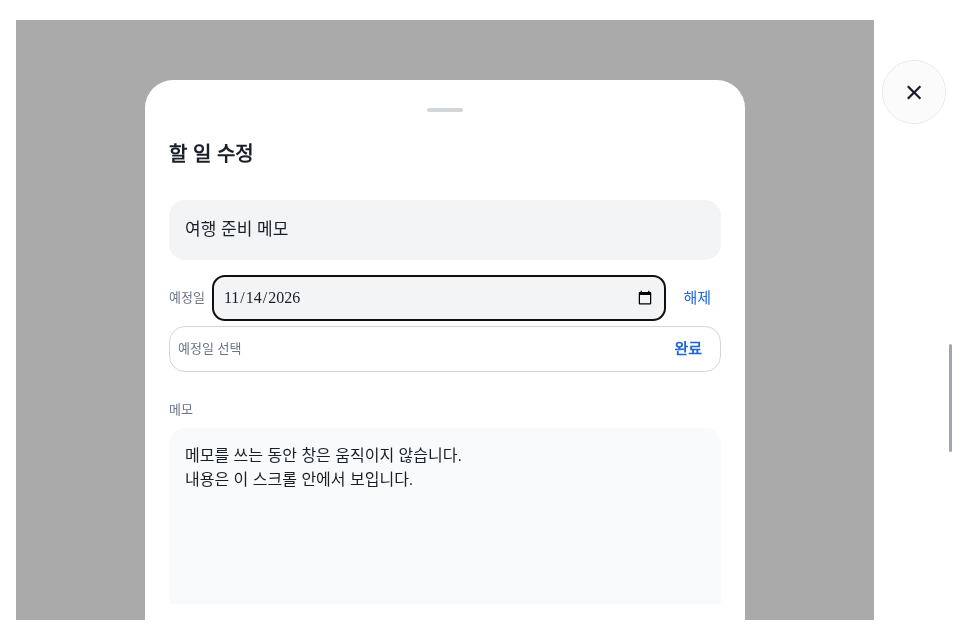 할 일 수정
여행 준비 메모
예정일 11/14/2026 해제
예정일 선택 완료
메모
메모를 쓰는 동안 창은 움직이지 않습니다.
내용은 이 스크롤 안에서 보입니다.